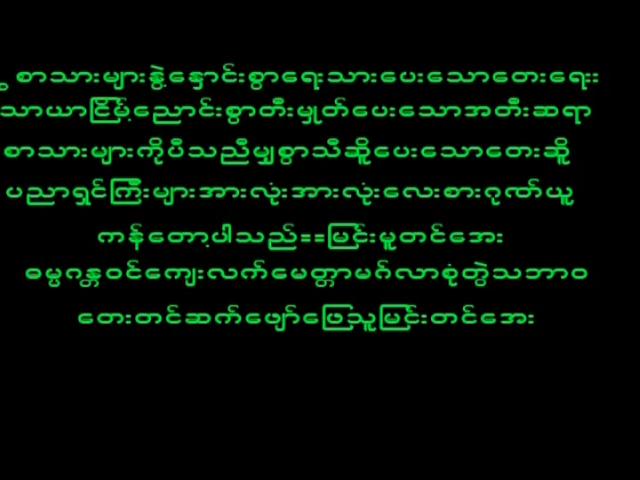 စာသားများနွဲ့နှောင်းစွာရေးသားပေးသောတေးရေး
သာယာငြိမ့်ညောင်းစွာတီးမှုတ်ပေးသောအတီးဆရာ
စာသားများကိုပီသညီမျှစွာသီဆိုပေးသောတေးဆို
ပညာရှင်ကြီးများအားလုံးအားလုံးလေးစားဂုဏ်ယူ
ကန်တော့ပါသည်==မြင်းမူတင်အေး
ဓမ္မဂန္တဝင်ကျေးလက်မေတ္တာမဂ်လာစုံတွဲသဘာဝ
တေးတင်ဆက်ဖျော်ဖြေသူမြင်းတင်အေး